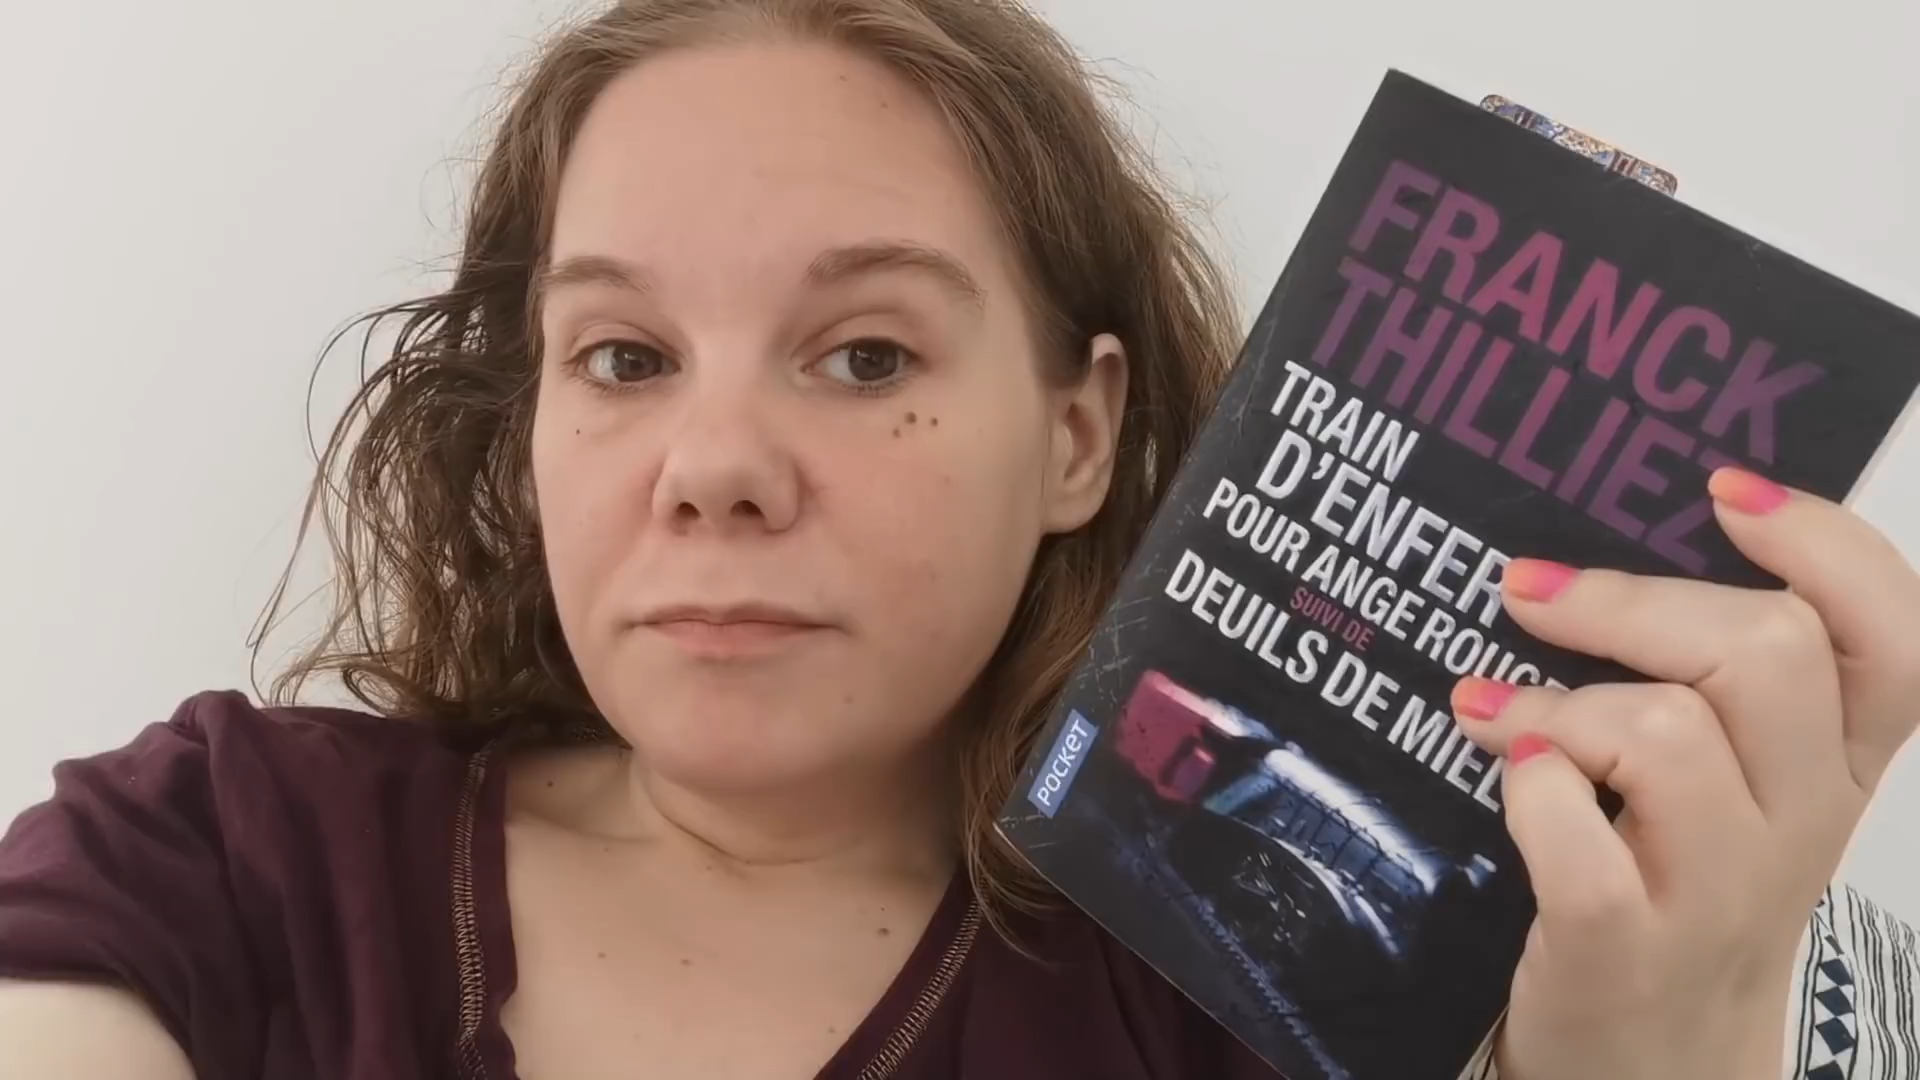 FRANCK
THILLIEZ
TRAIN
D'ENFER
POUR ANGE ROUGE
SUIVI DE
DEUILS DE MIEL
POCKET